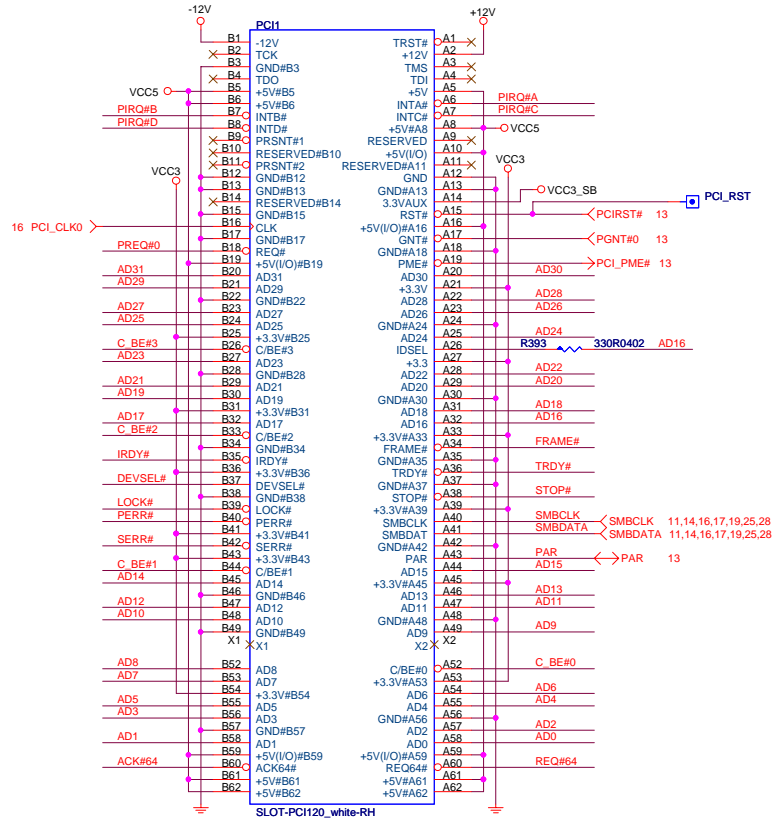 -12V +12V
PCI1
B1 -12V TRST# A1
B2 TCK +12V A2
B3 GND#B3 TMS A3
B4 TDO TDI A4
VCC5 B5 +5V#B5 +5V A5
B6 +5V#B6 INTA# A6 PIRQ#A
PIRQ#B B7 INTB# INTC# A7 PIRQ#C
PIRQ#D B8 INTD# +5V#A8 A8 VCC5
B9 PRSNT#1 RESERVED A9
B10 RESERVED#B10 +5V(I/O) A10
B11 PRSNT#2 RESERVED#A11 A11
VCC3 B12 GND#B12 GND A12 VCC3
B13 GND#B13 GND#A13 A13
B14 RESERVED#B14 3.3VAUX A14 VCC3_SB PCI_RST
B15 GND#B15 RST# A15 PCIRST# 13
16 PCI_CLK0 B16 CLK +5V(I/O)#A16 A16
B17 GND#B17 GNT# A17 PGNT#0 13
PREQ#0 B18 REQ# GND#A18 A18
B19 +5V(I/O)#B19 PME# A19 PCI_PME# 13
AD31 B20 AD31 AD30 A20 AD30
AD29 B21 AD29 +3.3V A21
B22 GND#B22 AD28 A22 AD28
AD27 B23 AD27 AD26 A23 AD26
AD25 B24 AD25 GND#A24 A24
B25 +3.3V#B25 AD24 A25 AD24
C_BE#3 B26 C/BE#3 IDSEL A26 R393 330R0402 AD16
AD23 B27 AD23 +3.3 A27
B28 GND#B28 AD22 A28 AD22
AD21 B29 AD21 AD20 A29 AD20
AD19 B30 AD19 GND#A30 A30
B31 +3.3V#B31 AD18 A31 AD18
AD17 B32 AD17 AD16 A32 AD16
C_BE#2 B33 C/BE#2 +3.3V#A33 A33
B34 GND#B34 FRAME# A34 FRAME#
IRDY# B35 IRDY# GND#A35 A35
B36 +3.3V#B36 TRDY# A36 TRDY#
DEVSEL# B37 DEVSEL# GND#A37 A37
B38 GND#B38 STOP# A38 STOP#
LOCK# B39 LOCK# +3.3V#A39 A39
PERR# B40 PERR# SMBCLK A40 SMBCLK SMBCLK 11,14,16,17,19,25,28
B41 +3.3V#B41 SMBDAT A41 SMBDATA SMBDATA 11,14,16,17,19,25,28
SERR# B42 SERR# GND#A42 A42
B43 +3.3V#B43 PAR A43 PAR PAR 13
C_BE#1 B44 C/BE#1 AD15 A44 AD15
AD14 B45 AD14 +3.3V#A45 A45
B46 GND#B46 AD13 A46 AD13
AD12 B47 AD12 AD11 A47 AD11
AD10 B48 AD10 GND#A48 A48
B49 GND#B49 AD9 A49 AD9
X1 X1 X2 X2
AD8 B52 AD8 C/BE#0 A52 C_BE#0
AD7 B53 AD7 +3.3V#A53 A53
B54 +3.3V#B54 AD6 A54 AD6
AD5 B55 AD5 AD4 A55 AD4
AD3 B56 AD3 GND#A56 A56
B57 GND#B57 AD2 A57 AD2
AD1 B58 AD1 AD0 A58 AD0
B59 +5V(I/O)#B59 +5V(I/O)#A59 A59
ACK#64 B60 ACK64# REQ64# A60 REQ#64
B61 +5V#B61 +5V#A61 A61
B62 +5V#B62 +5V#A62 A62
SLOT-PCI120_white-RH